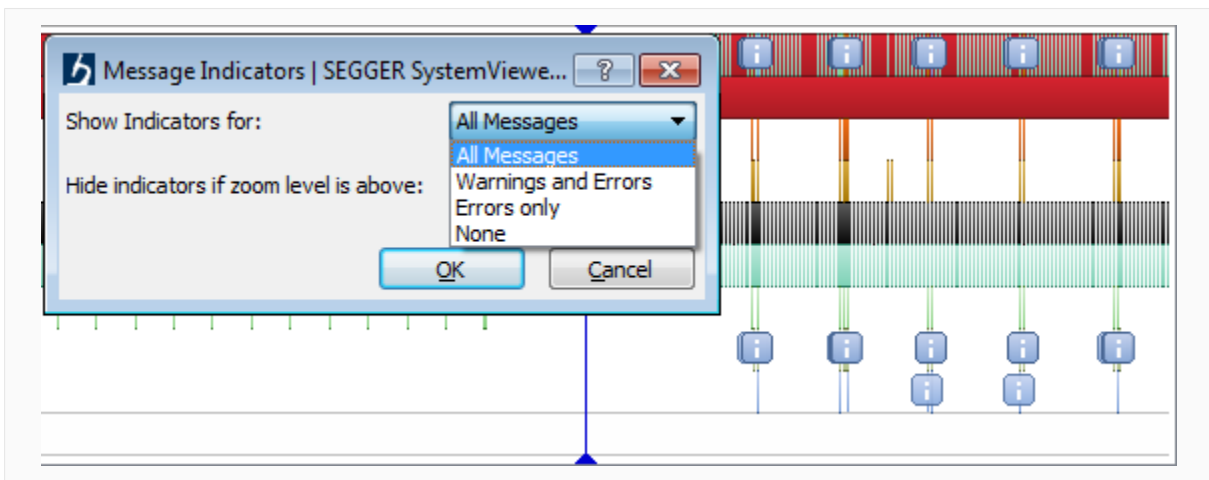 Message Indicators | SEGGER SystemViewe... ?
Show Indicators for: All Messages
All Messages
Hide indicators if zoom level is above: Warnings and Errors
Errors only
None
OK Cancel
i i i i i
i i i i i
i i